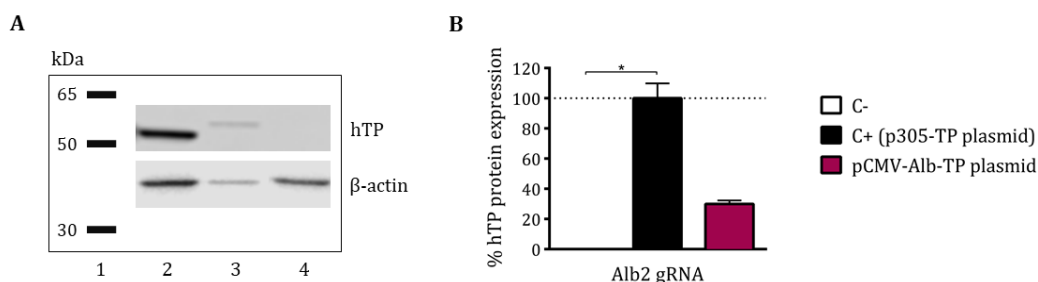 A
kDa
65
50
30
hTP
β-actin
1 2 3 4
B
% hTP protein expression
120
100
80
60
40
20
0
*
Alb2 gRNA
C-
C+ (p305-TP plasmid)
pCMV-Alb-TP plasmid